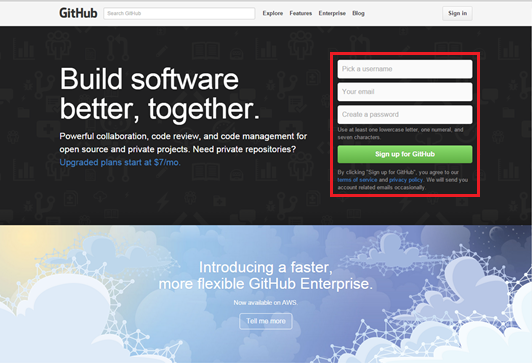 GitHub
Search GitHub
Explore Features Enterprise Blog
Sign in
Build software
better, together.
Powerful collaboration, code review, and code management for
open source and private projects. Need private repositories?
Upgraded plans start at $7/mo.
Pick a username
Your email
Create a password
Use at least one lowercase letter, one numeral, and
seven characters.
Sign up for GitHub
By clicking "Sign up for GitHub", you agree to our
terms of service and privacy policy. We will send you
account related emails occasionally.
Introducing a faster,
more flexible GitHub Enterprise.
Now available on AWS.
Tell me more